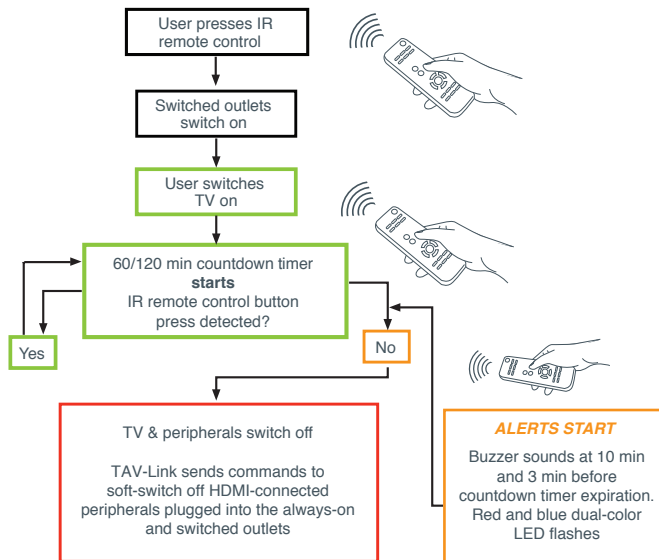 User presses IR
remote control
Switched outlets
switch on
User switches
TV on
60/120 min countdown timer
starts
IR remote control button
press detected?
Yes
No
TV & peripherals switch off
TAV-Link sends commands to
soft-switch off HDMI-connected
peripherals plugged into the always-on
and switched outlets
ALERTS START
Buzzer sounds at 10 min
and 3 min before
countdown timer expiration.
Red and blue dual-color
LED flashes